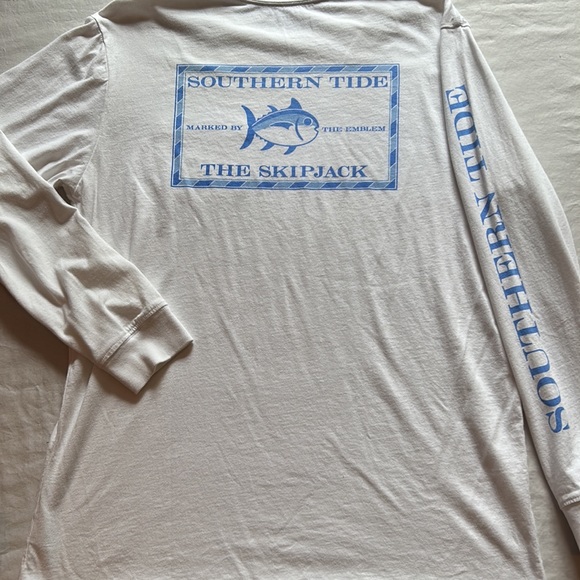 SOUTHERN TIDE
MARKED BY THE EMBLEM
THE SKIPJACK
SOUTHERN TIDE